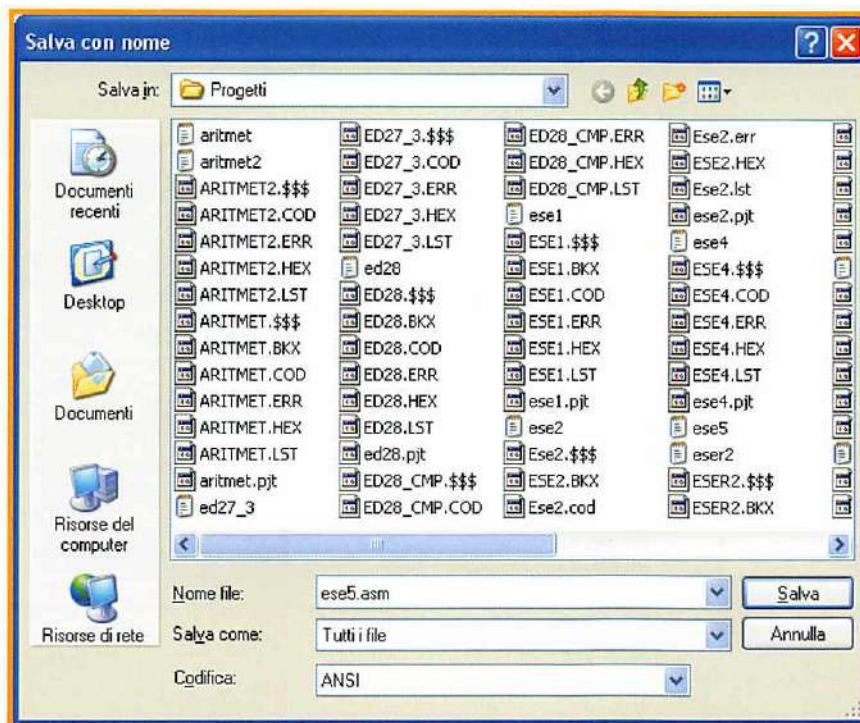 Salva con nome
Salva in: Progetti
Documenti
recenti
Desktop
Documenti
Risorse del
computer
Risorse di rete
aritmet
aritmet2
ARITMET2.$$$
ARITMET2.COD
ARITMET2.ERR
ARITMET2.HEX
ARITMET2.LST
ARITMET.$$$
ARITMET.BKX
ARITMET.COD
ARITMET.ERR
ARITMET.HEX
ARITMET.LST
aritmet.pjt
ed27_3
ED27_3.$$$
ED27_3.COD
ED27_3.ERR
ED27_3.HEX
ED27_3.LST
ed28
ED28.$$$
ED28.BKX
ED28.COD
ED28.ERR
ED28.HEX
ED28.LST
ed28.pjt
ED28_CMP.$$$
ED28_CMP.COD
ED28_CMP.ERR
ED28_CMP.HEX
ED28_CMP.LST
ese1
ESE1.$$$
ESE1.BKX
ESE1.COD
ESE1.ERR
ESE1.HEX
ESE1.LST
ese1.pjt
ese2
Ese2.$$$
Ese2.BKX
Ese2.cod
Ese2.err
ESE2.HEX
Ese2.lst
ese2.pjt
ese4
ESE4.$$$
ESE4.COD
ESE4.ERR
ESE4.HEX
ESE4.LST
ese4.pjt
ese5
eser2
ESER2.$$$
ESER2.BKX
Nome file: ese5.asm Salva
Salva come: Tutti i file Annulla
Codifica: ANSI